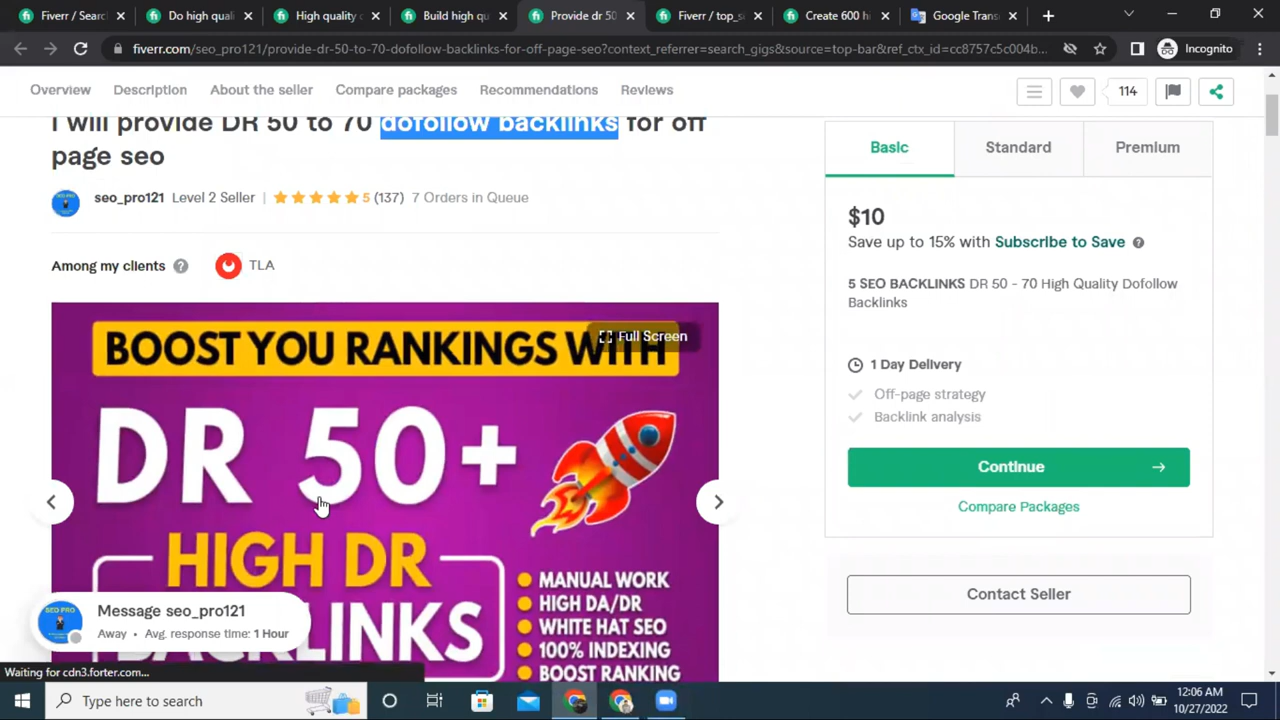 Fiverr / Searc
Do high quali
High quality c
Build high qu
Provide dr 50
Fiverr / top_s
Create 600 hi
Google Trans
fiverr.com/seo_pro121/provide-dr-50-to-70-dofollow-backlinks-for-off-page-seo?context_referrer=search_gigs&source=top-bar&ref_ctx_id=cc8757c5c004b...
Incognito
Overview
Description
About the seller
Compare packages
Recommendations
Reviews
114
I will provide DR 50 to 70 dofollow backlinks for off
page seo
seo_pro121 Level 2 Seller | 5 (137) 7 Orders in Queue
Among my clients
TLA
BOOST YOU RANKINGS WITH
Full Screen
DR 50+
HIGH DR
BACKLINKS
MANUAL WORK
HIGH DA/DR
WHITE HAT SEO
100% INDEXING
BOOST RANKING
SEO PRO
Message seo_pro121
Away • Avg. response time: 1 Hour
Waiting for cdn3.forter.com...
Basic
Standard
Premium
$10
Save up to 15% with Subscribe to Save
5 SEO BACKLINKS DR 50 - 70 High Quality Dofollow
Backlinks
1 Day Delivery
Off-page strategy
Backlink analysis
Continue
Compare Packages
Contact Seller
Type here to search
12:06 AM
10/27/2022